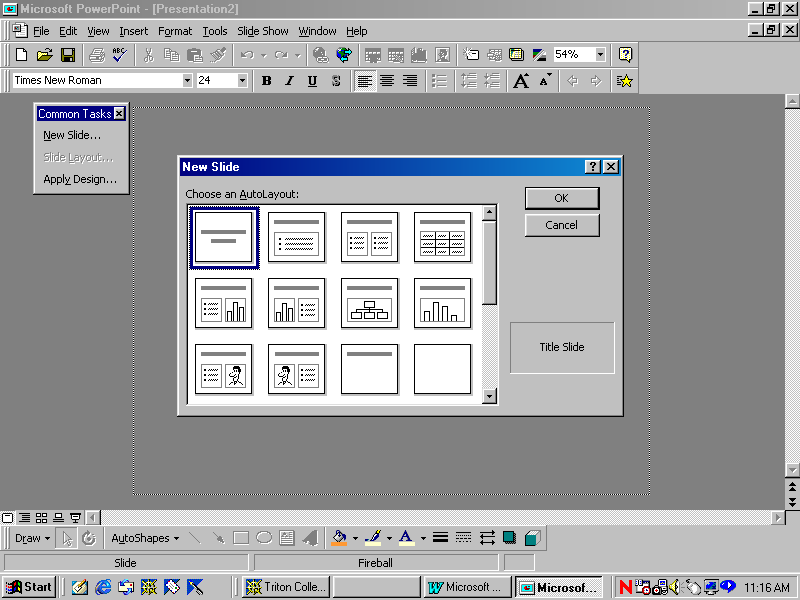 Microsoft PowerPoint - [Presentation2]
File Edit View Insert Format Tools Slide Show Window Help
ABC
54%
?
Times New Roman 24 B I U S A A
Common Tasks
New Slide...
Slide Layout...
Apply Design...
New Slide
?
Choose an AutoLayout:
OK
Cancel
Title Slide
Draw AutoShapes A
Slide Fireball
Start Triton Colle... W Microsoft ... Microsof... N 11:16 AM